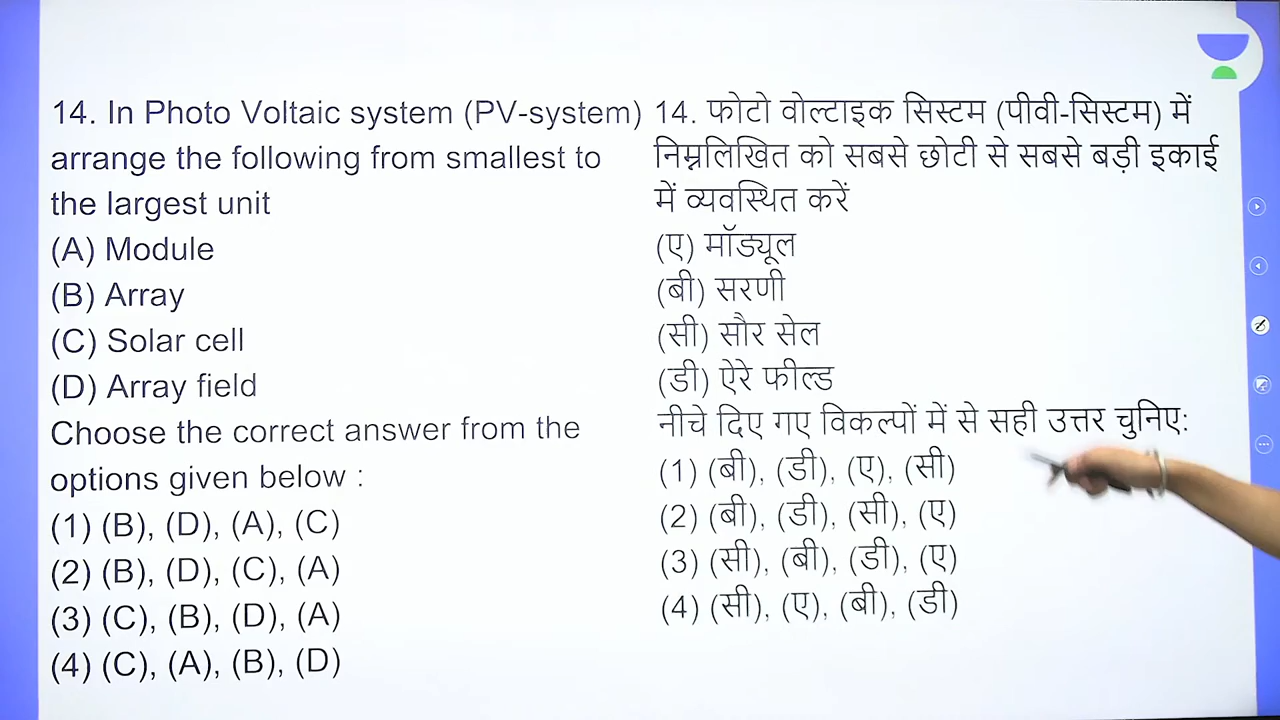 14. In Photo Voltaic system (PV-system)
arrange the following from smallest to
the largest unit
(A) Module
(B) Array
(C) Solar cell
(D) Array field
Choose the correct answer from the
options given below :
(1) (B), (D), (A), (C)
(2) (B), (D), (C), (A)
(3) (C), (B), (D), (A)
(4) (C), (A), (B), (D)
14. फोटो वोल्टाइक सिस्टम (पीवी-सिस्टम) में
निम्नलिखित को सबसे छोटी से सबसे बड़ी इकाई
में व्यवस्थित करें
(ए) मॉड्यूल
(बी) सरणी
(सी) सौर सेल
(डी) ऐरे फील्ड
नीचे दिए गए विकल्पों में से सही उत्तर चुनिए:
(1) (बी), (डी), (ए), (सी)
(2) (बी), (डी), (सी), (ए)
(3) (सी), (बी), (डी), (ए)
(4) (सी), (ए), (बी), (डी)